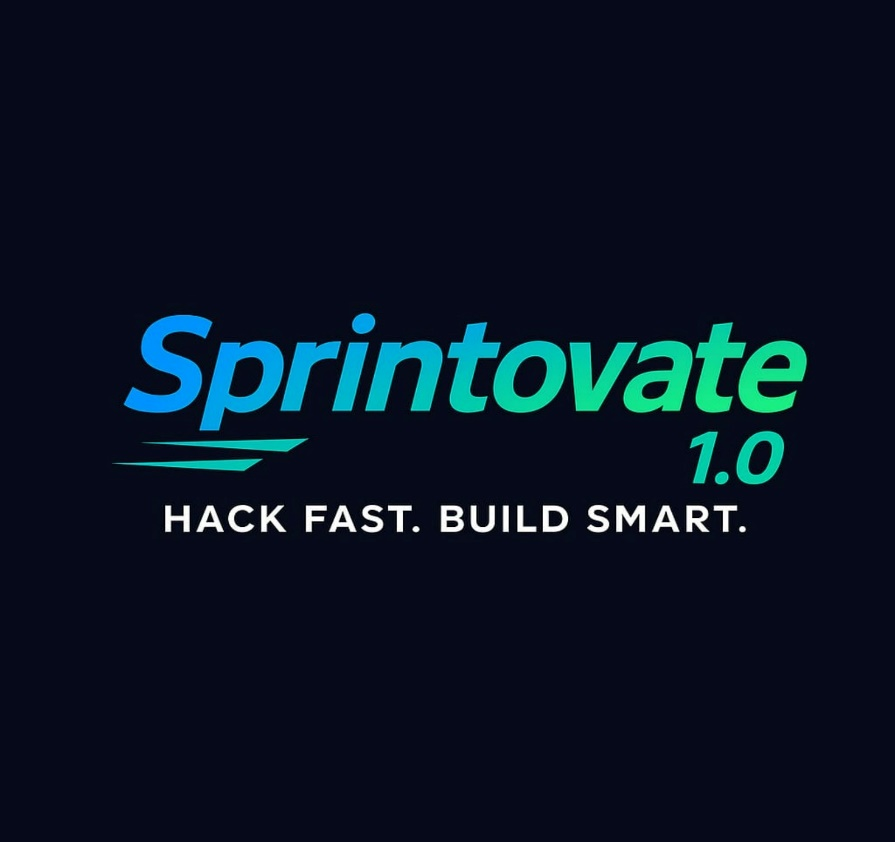 Sprintovate
1.0
HACK FAST. BUILD SMART.